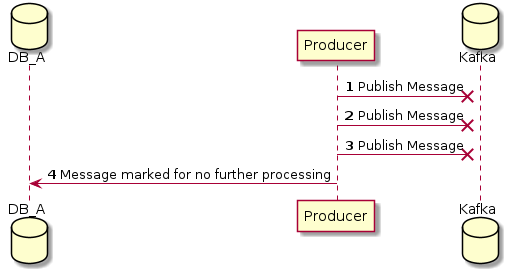 DB_A
Producer
Kafka
1 Publish Message
2 Publish Message
3 Publish Message
4 Message marked for no further processing
DB_A
Producer
Kafka